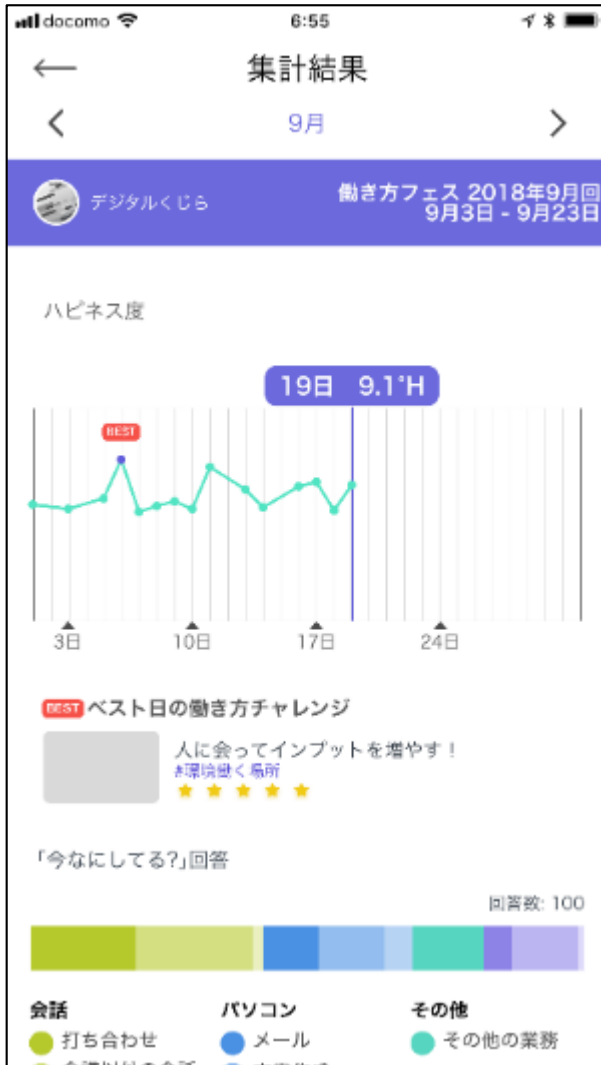 docomo 6:55
集計結果
9月
デジタルくじら
働き方フェス 2018年9月回
9月3日 - 9月23日
ハピネス度
19日 9.1°H
BEST
3日 10日 17日 24日
BEST ベスト日の働き方チャレンジ
人に会ってインプットを増やす！
#環境働く場所
「今なにしてる?」回答
回答数: 100
会話 パソコン その他
打ち合わせ メール その他の業務